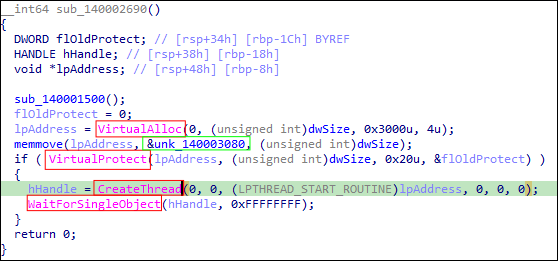 __int64 sub_140002690()
{
DWORD flOldProtect; // [rsp+34h] [rbp-1Ch] BYREF
HANDLE hHandle; // [rsp+38h] [rbp-18h]
void *lpAddress; // [rsp+48h] [rbp-8h]
sub_140001500();
flOldProtect = 0;
lpAddress = VirtualAlloc(0, (unsigned int)dwSize, 0x3000u, 4u);
memmove(lpAddress, &unk_140003080, (unsigned int)dwSize);
if ( VirtualProtect(lpAddress, (unsigned int)dwSize, 0x20u, &flOldProtect) )
{
hHandle = CreateThread(0, 0, (LPTHREAD_START_ROUTINE)lpAddress, 0, 0, 0);
WaitForSingleObject(hHandle, 0xFFFFFFFF);
}
return 0;
}